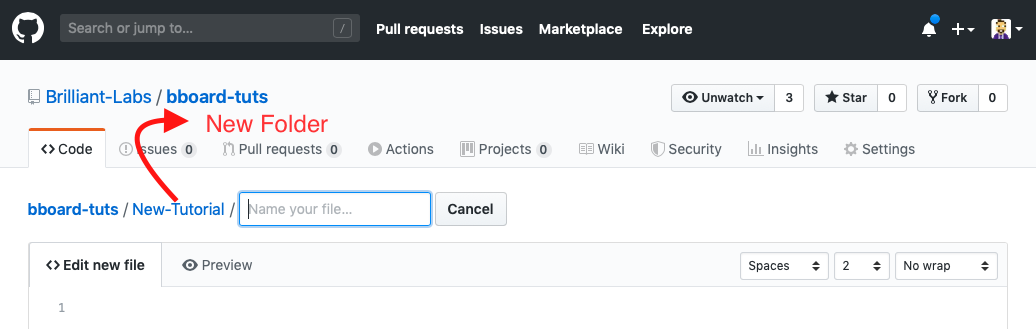 Search or jump to... / Pull requests Issues Marketplace Explore
Brilliant-Labs / bboard-tuts Unwatch 3 Star 0 Fork 0
New Folder
Code Issues 0 Pull requests 0 Actions Projects 0 Wiki Security Insights Settings
bboard-tuts / New-Tutorial / Name your file... Cancel
Edit new file Preview Spaces 2 No wrap
1